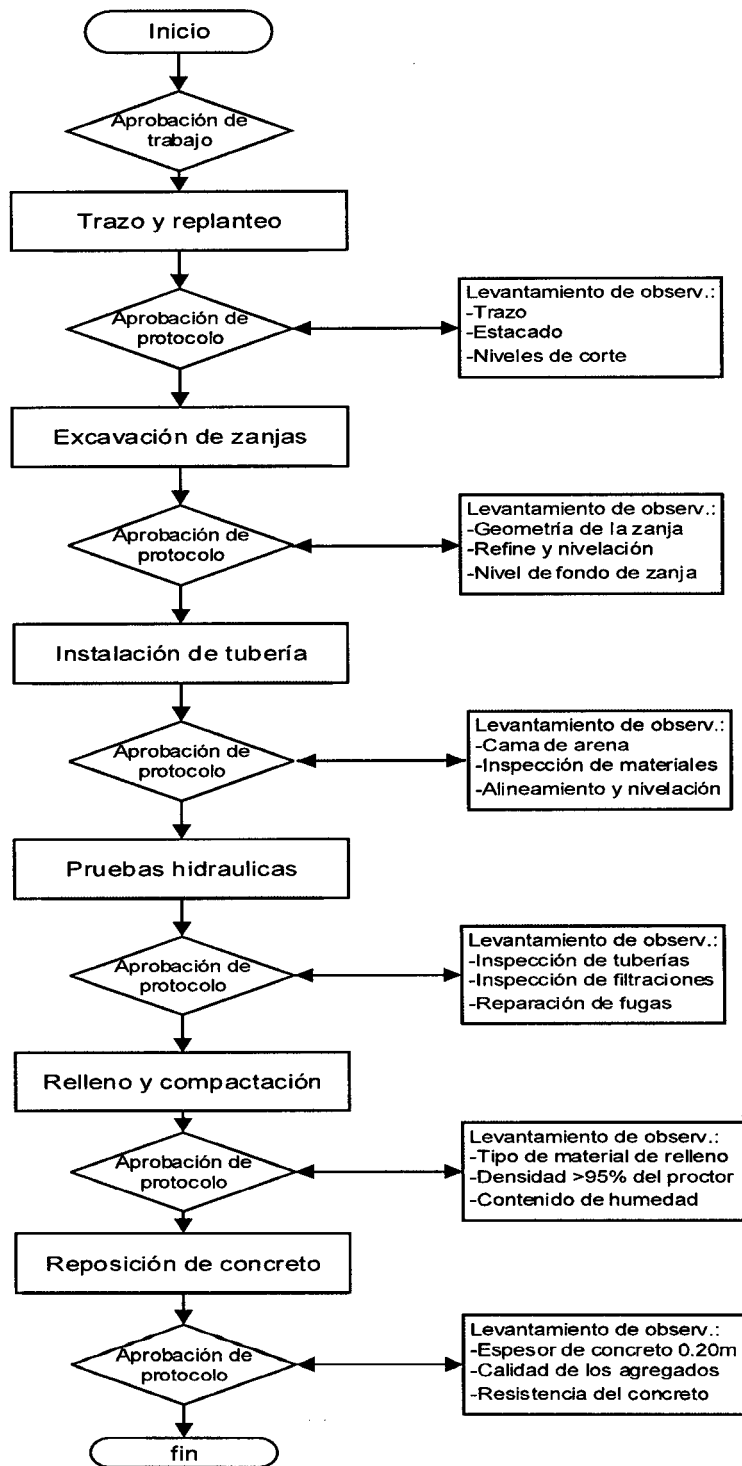 Inicio
Aprobación de
trabajo
Trazo y replanteo
Aprobación de
protocolo
Levantamiento de observ.:
-Trazo
-Estacado
-Niveles de corte
Excavación de zanjas
Aprobación de
protocolo
Levantamiento de observ.:
-Geometría de la zanja
-Refine y nivelación
-Nivel de fondo de zanja
Instalación de tubería
Aprobación de
protocolo
Levantamiento de observ.:
-Cama de arena
-Inspección de materiales
-Alineamiento y nivelación
Pruebas hidraulicas
Aprobación de
protocolo
Levantamiento de observ.:
-Inspección de tuberías
-Inspección de filtraciones
-Reparación de fugas
Relleno y compactación
Aprobación de
protocolo
Levantamiento de observ.:
-Tipo de material de relleno
-Densidad >95% del proctor
-Contenido de humedad
Reposición de concreto
Aprobación de
protocolo
Levantamiento de observ.:
-Espesor de concreto 0.20m
-Calidad de los agregados
-Resistencia del concreto
fin